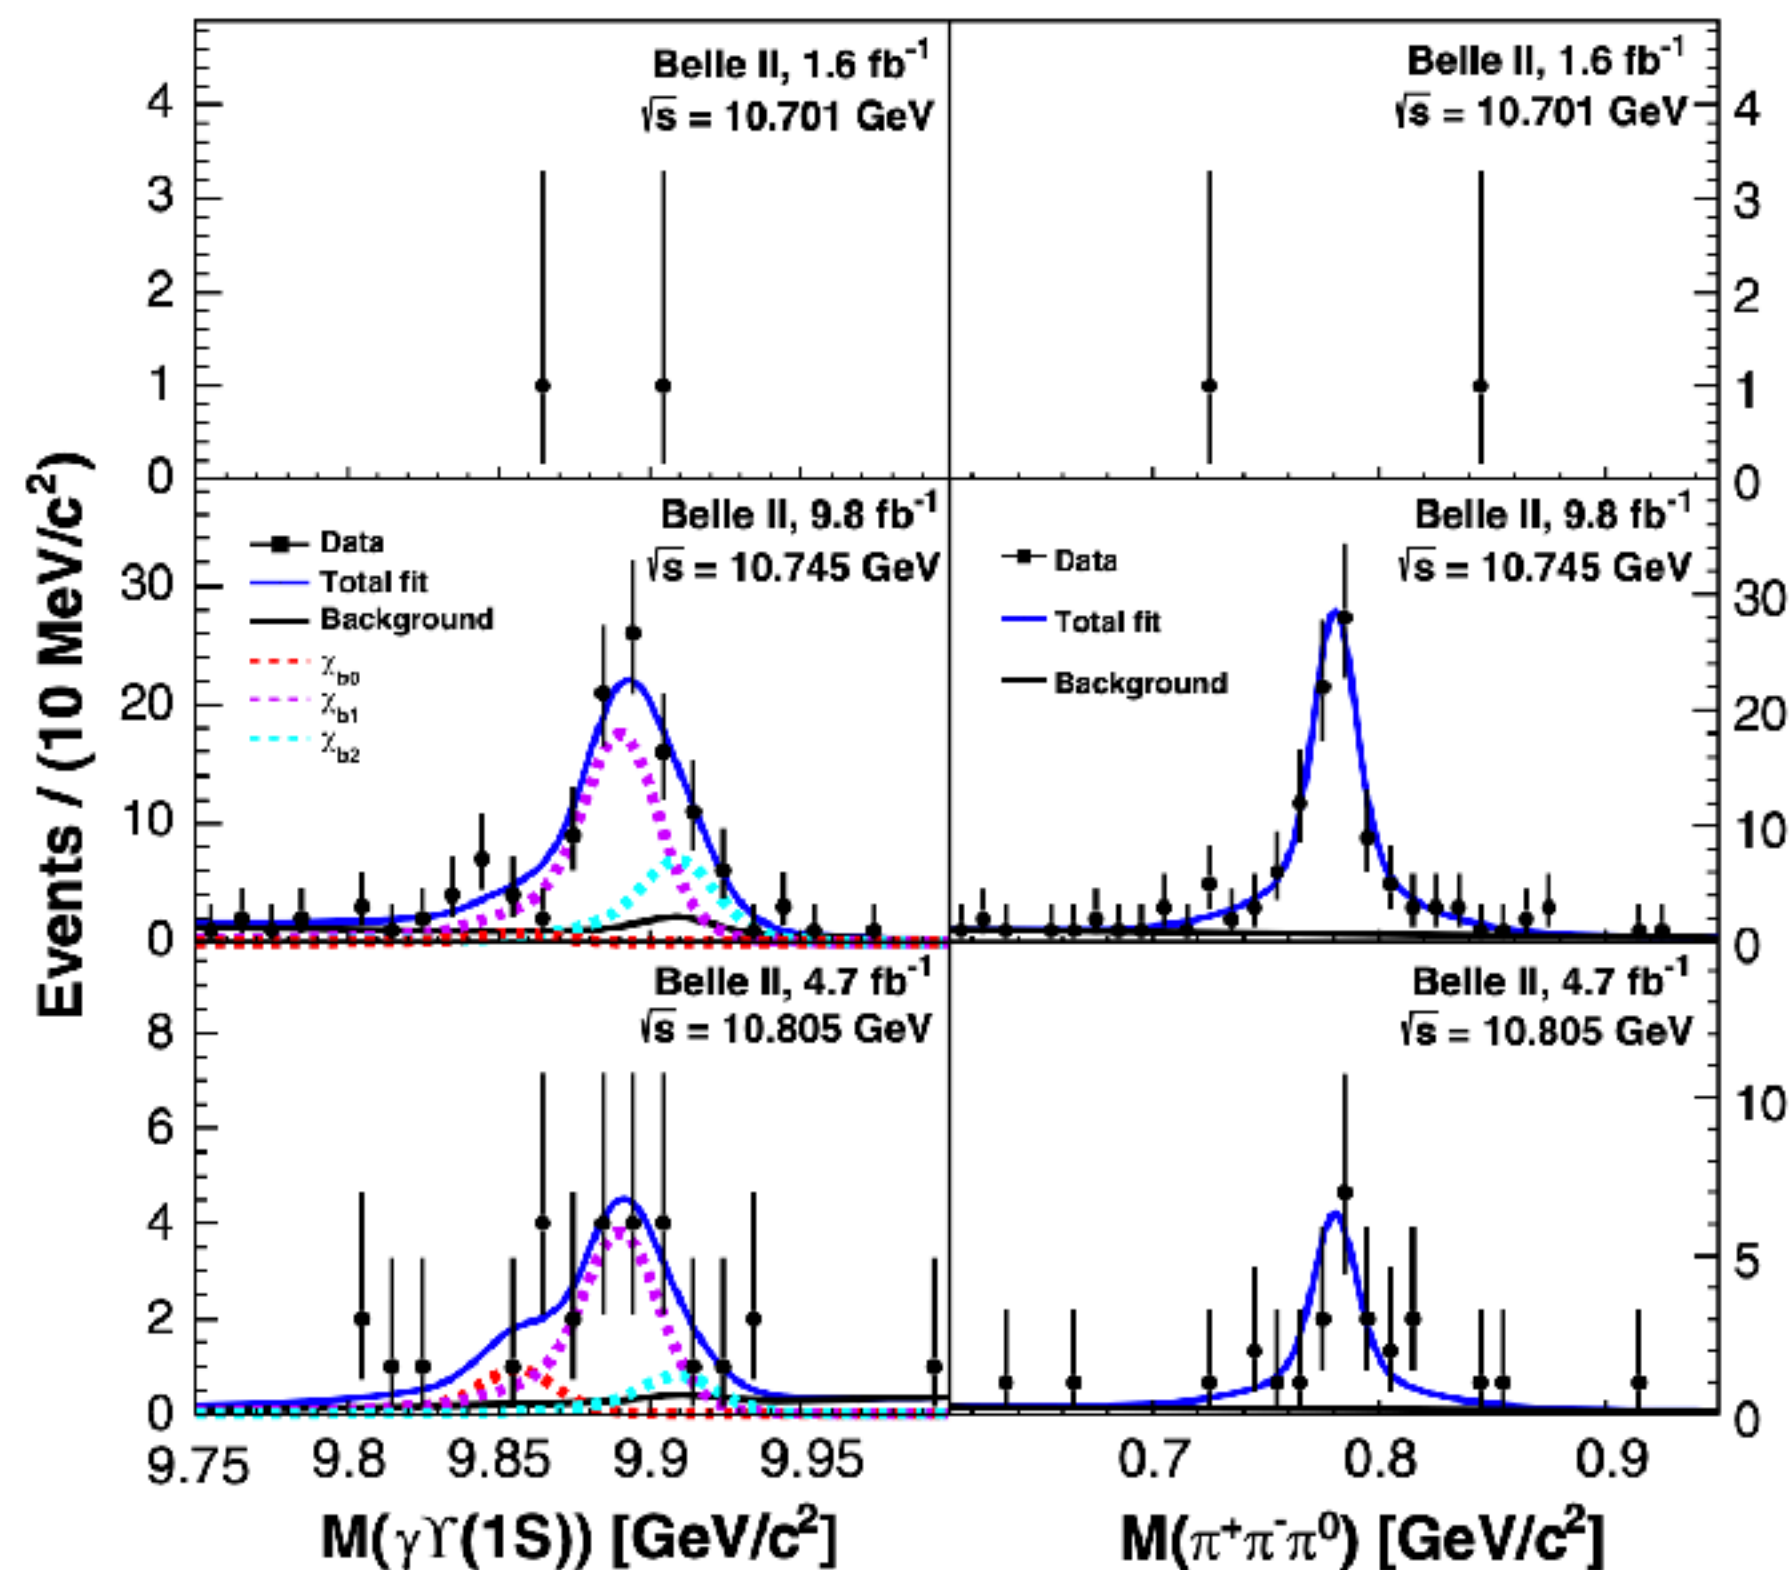 Events / (10 MeV/c²)
Belle II, 1.6 fb⁻¹
√s = 10.701 GeV
4
3
2
1
0
Belle II, 1.6 fb⁻¹
√s = 10.701 GeV
4
3
2
1
0
Belle II, 9.8 fb⁻¹
√s = 10.745 GeV
Data
Total fit
Background
χb0
χb1
χb2
30
20
10
0
Belle II, 9.8 fb⁻¹
√s = 10.745 GeV
Data
Total fit
Background
30
20
10
0
Belle II, 4.7 fb⁻¹
√s = 10.805 GeV
8
6
4
2
0
Belle II, 4.7 fb⁻¹
√s = 10.805 GeV
10
5
0
9.75 9.8 9.85 9.9 9.95
0.7 0.8 0.9
M(γϒ(1S)) [GeV/c²]
M(π⁺π⁻π⁰) [GeV/c²]